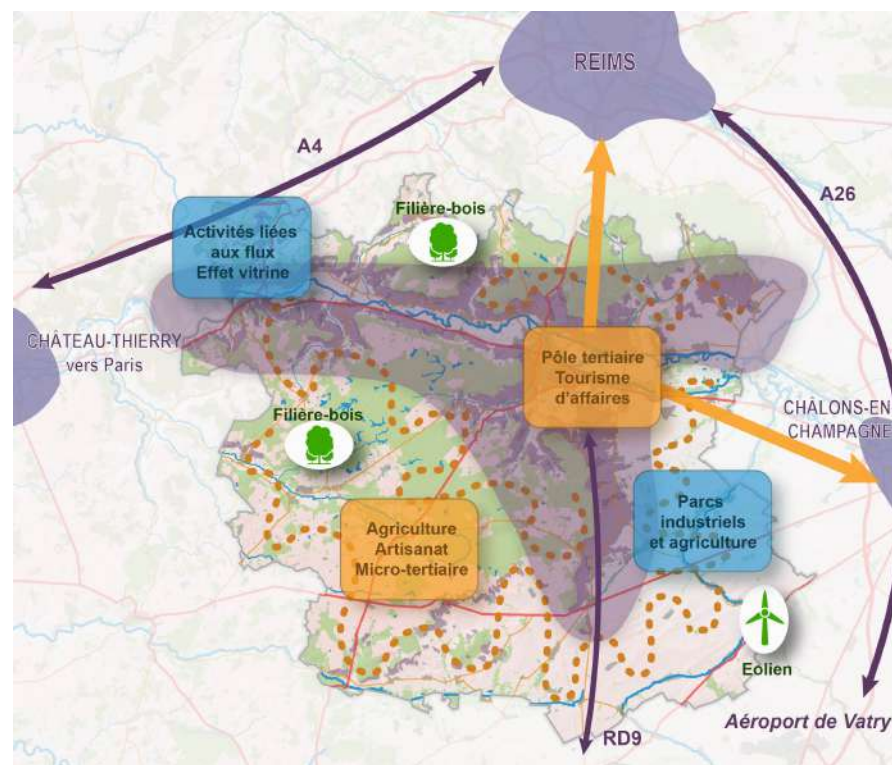 REIMS
A4
A26
Filière-bois
Activités liées
aux flux
Effet vitrine
CHÂTEAU-THIERRY
vers Paris
Pôle tertiaire
Tourisme
d'affaires
CHÂLONS-EN
CHAMPAGNE
Filière-bois
Parcs
industriels
et agriculture
Agriculture
Artisanat
Micro-tertiaire
Eolien
Aéroport de Vatry
RD9